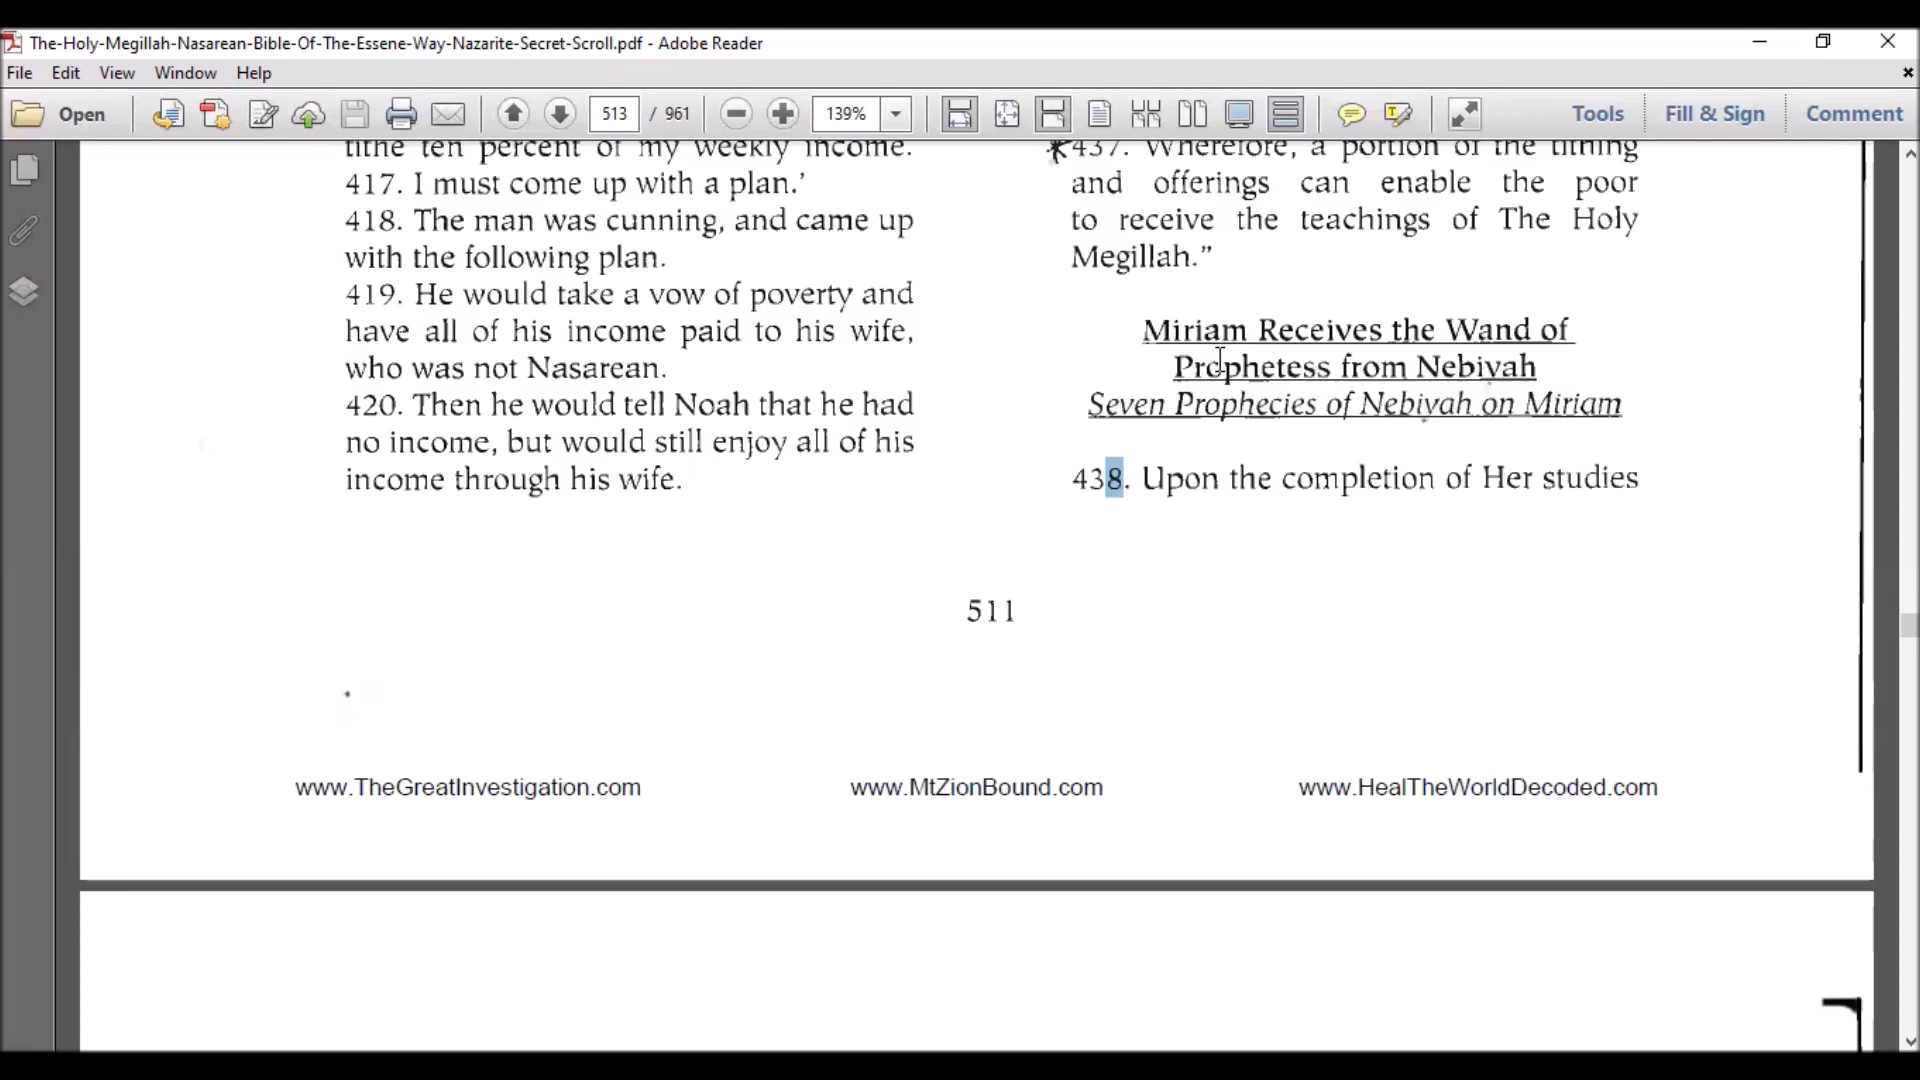 The-Holy-Megillah-Nasarean-Bible-Of-The-Essene-Way-Nazarite-Secret-Scroll.pdf - Adobe Reader
File Edit View Window Help
Open 513 / 961 139% Tools Fill & Sign Comment
tithe ten percent of my weekly income.
417. I must come up with a plan.’
418. The man was cunning, and came up
with the following plan.
419. He would take a vow of poverty and
have all of his income paid to his wife,
who was not Nasarean.
420. Then he would tell Noah that he had
no income, but would still enjoy all of his
income through his wife.
437. Wherefore, a portion of the tithing
and offerings can enable the poor
to receive the teachings of The Holy
Megillah.”
Miriam Receives the Wand of
Prophetess from Nebiyah
Seven Prophecies of Nebiyah on Miriam
438. Upon the completion of Her studies
511
www.TheGreatInvestigation.com www.MtZionBound.com www.HealTheWorldDecoded.com